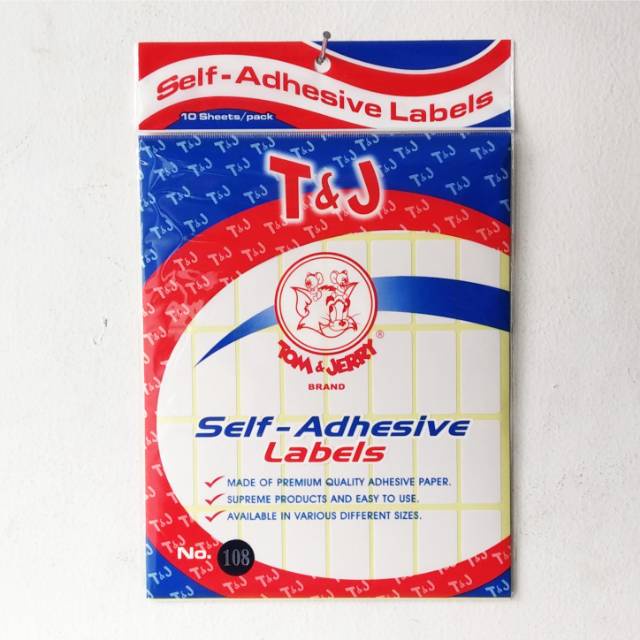 Self-Adhesive Labels
10 Sheets/pack
T&J
TOM & JERRY®
BRAND
Self-Adhesive
Labels
MADE OF PREMIUM QUALITY ADHESIVE PAPER.
SUPREME PRODUCTS AND EASY TO USE.
AVAILABLE IN VARIOUS DIFFERENT SIZES.
No. 108